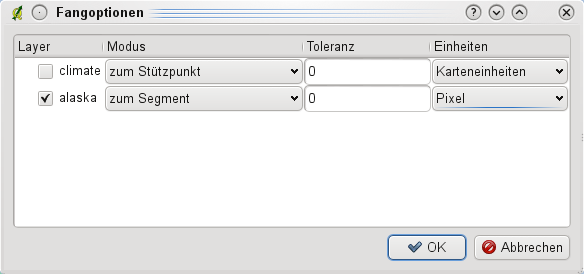 Fangoptionen
Layer Modus Toleranz Einheiten
climate zum Stützpunkt 0 Karteneinheiten
alaska zum Segment 0 Pixel
OK Abbrechen